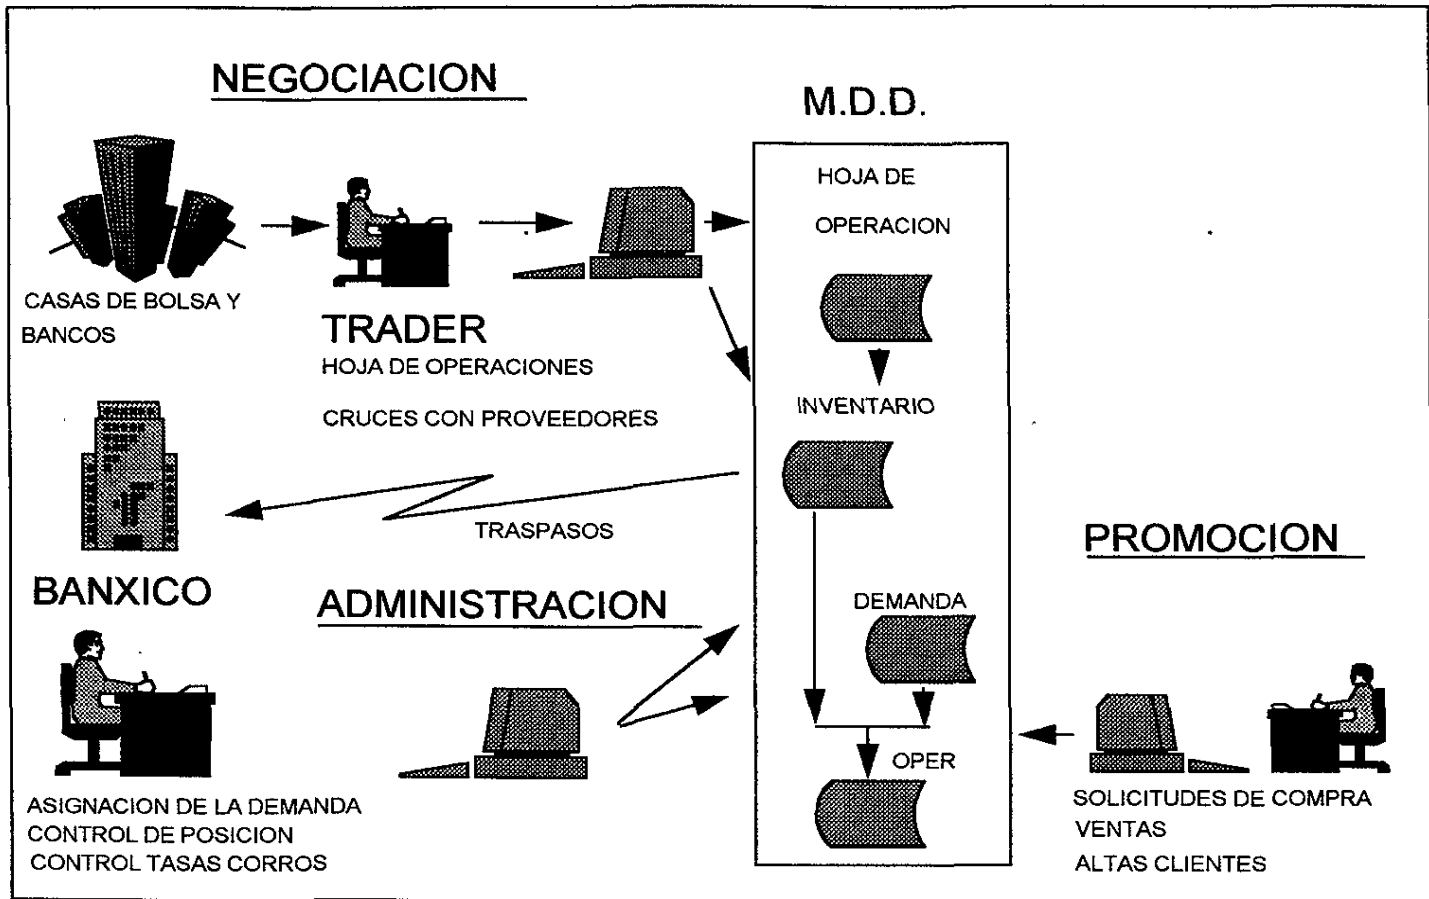 NEGOCIACION
M.D.D.
HOJA DE
OPERACION
CASAS DE BOLSA Y
BANCOS
TRADER
HOJA DE OPERACIONES
CRUCES CON PROVEEDORES
INVENTARIO
TRASPASOS
PROMOCION
BANXICO
ADMINISTRACION
DEMANDA
OPER
ASIGNACION DE LA DEMANDA
CONTROL DE POSICION
CONTROL TASAS CORROS
SOLICITUDES DE COMPRA
VENTAS
ALTAS CLIENTES